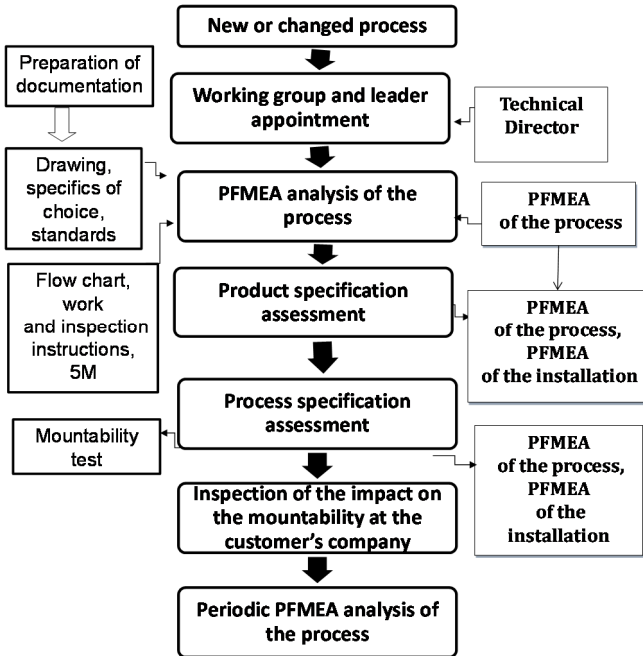 New or changed process
Preparation of
documentation
Working group and leader
appointment
Technical
Director
Drawing,
specifics of
choice,
standards
PFMEA analysis of the
process
PFMEA
of the process
Flow chart,
work
and inspection
instructions,
5M
Product specification
assessment
PFMEA
of the process,
PFMEA
of the installation
Process specification
assessment
Mountability
test
PFMEA
of the process,
PFMEA
of the
installation
Inspection of the impact on
the mountability at the
customer's company
Periodic PFMEA analysis of
the process